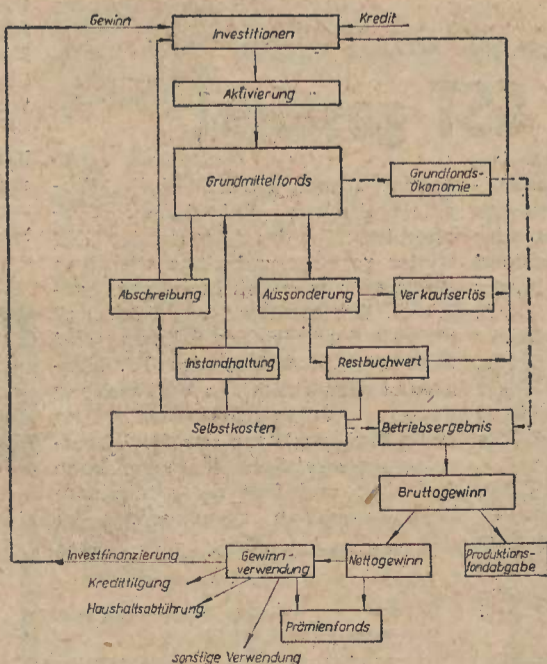 Gewinn
Kredit
Investitionen
Aktivierung
Grundmittelfonds
Grundfonds-
ökonomie
Abschreibung
Aussonderung
Verkaufserlös
Instandhaltung
Restbuchwert
Selbstkosten
Betriebsergebnis
Bruttogewinn
Investfinanzierung
Gewinn-
verwendung
Nettogewinn
Produktions-
fondabgabe
Kredittilgung
Haushaltsabführung
Prämienfonds
sonstige Verwendung